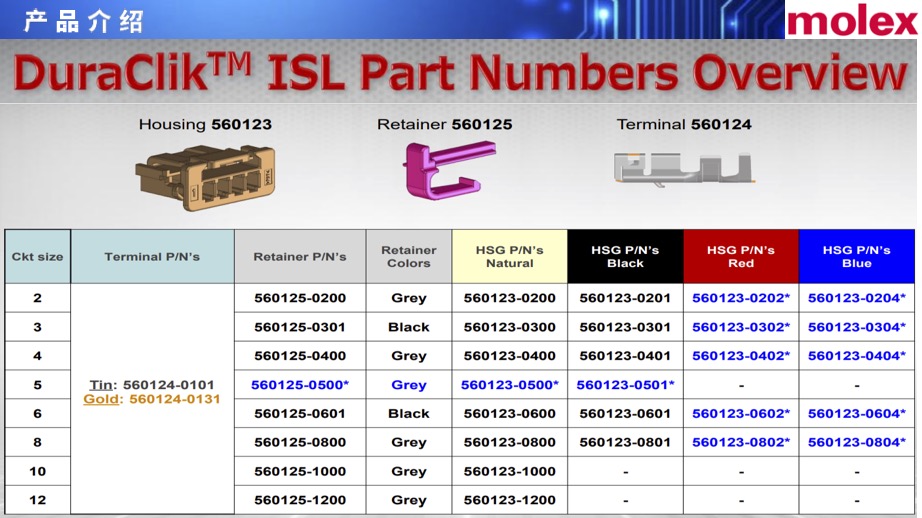 产品介绍
molex
DuraClik™ ISL Part Numbers Overview
Housing 560123 Retainer 560125 Terminal 560124
Ckt size Terminal P/N's Retainer P/N's Retainer Colors HSG P/N's Natural HSG P/N's Black HSG P/N's Red HSG P/N's Blue
2 560125-0200 Grey 560123-0200 560123-0201 560123-0202* 560123-0204*
3 560125-0301 Black 560123-0300 560123-0301 560123-0302* 560123-0304*
4 560125-0400 Grey 560123-0400 560123-0401 560123-0402* 560123-0404*
5 Tin: 560124-0101 560125-0500* Grey 560123-0500* 560123-0501* - -
Gold: 560124-0131
6 560125-0601 Black 560123-0600 560123-0601 560123-0602* 560123-0604*
8 560125-0800 Grey 560123-0800 560123-0801 560123-0802* 560123-0804*
10 560125-1000 Grey 560123-1000 - - -
12 560125-1200 Grey 560123-1200 - - -